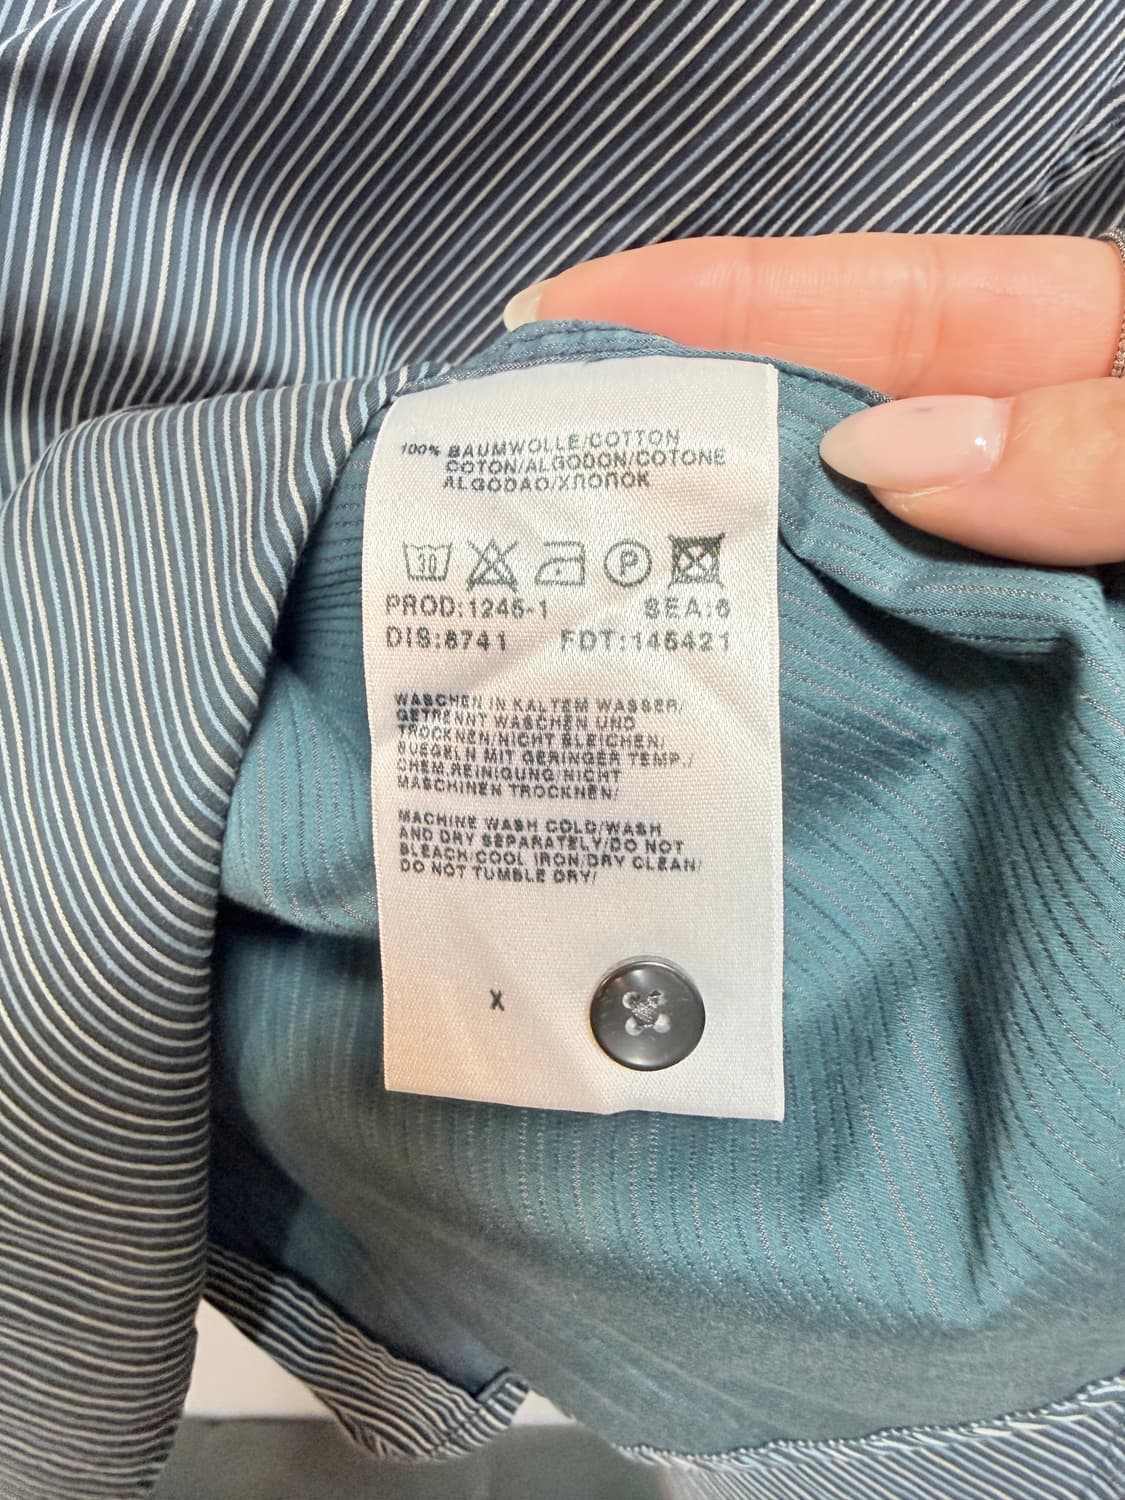 100% BAUMWOLLE/COTTON
COTON/ALGODON/COTONE
ALGODAO/ХЛОПОК
30 P
PROD:1245-1 SEA:6
DIS:6741 FDT:145421
WASCHEN IN KALTEM WASSER/
GETRENNT WASCHEN UND
TROCKNEN/NICHT BLEICHEN/
BUEGELN MIT GERINGER TEMP./
CHEM.REINIGUNG/NICHT
MASCHINEN TROCKNEN/
MACHINE WASH COLD/WASH
AND DRY SEPARATELY/DO NOT
BLEACH/COOL IRON/DRY CLEAN/
DO NOT TUMBLE DRY/
X